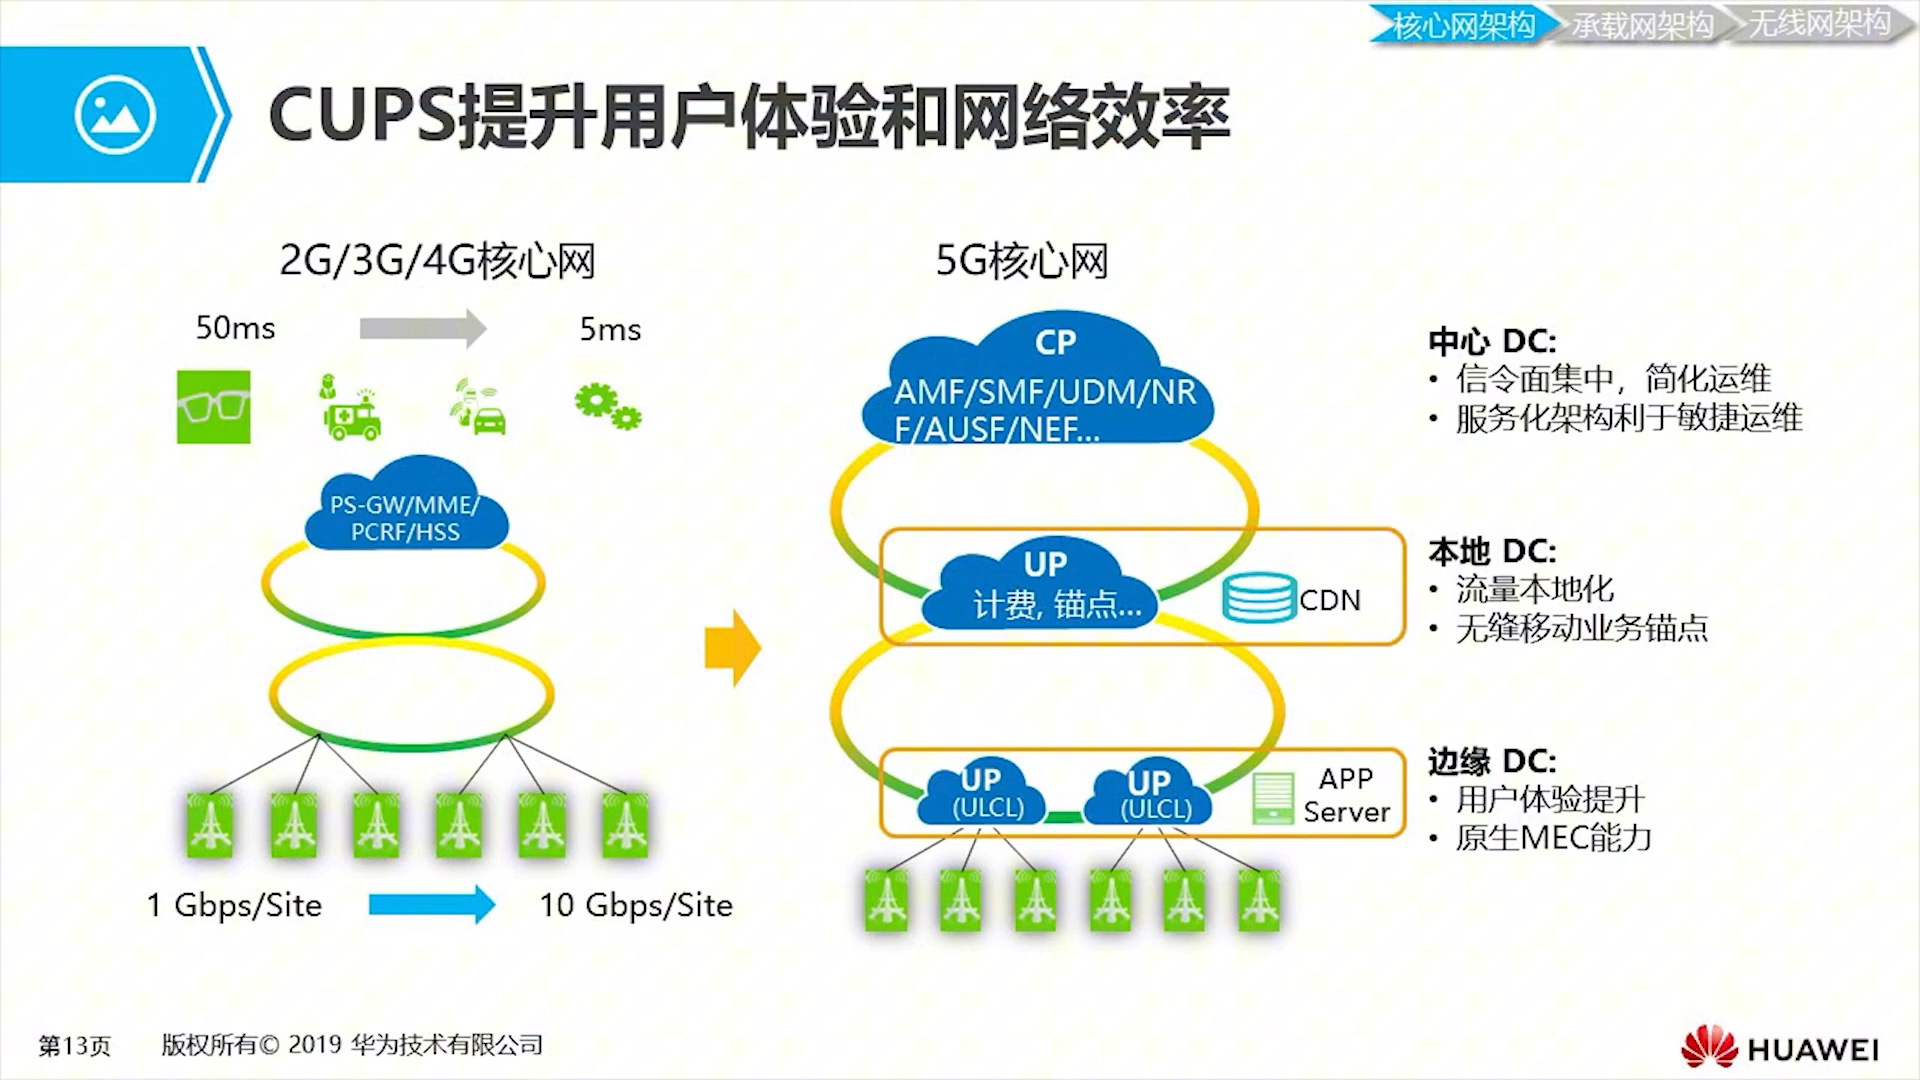 核心网架构
承载网架构
无线网架构
CUPS提升用户体验和网络效率
2G/3G/4G核心网
50ms
5ms
PS-GW/MME/
PCRF/HSS
1 Gbps/Site
10 Gbps/Site
5G核心网
CP
AMF/SMF/UDM/NR
F/AUSF/NEF...
UP
计费, 锚点...
CDN
UP
(ULCL)
UP
(ULCL)
APP
Server
中心 DC:
• 信令面集中，简化运维
• 服务化架构利于敏捷运维
本地 DC:
• 流量本地化
• 无缝移动业务锚点
边缘 DC:
• 用户体验提升
• 原生MEC能力
第13页
版权所有© 2019 华为技术有限公司
HUAWEI